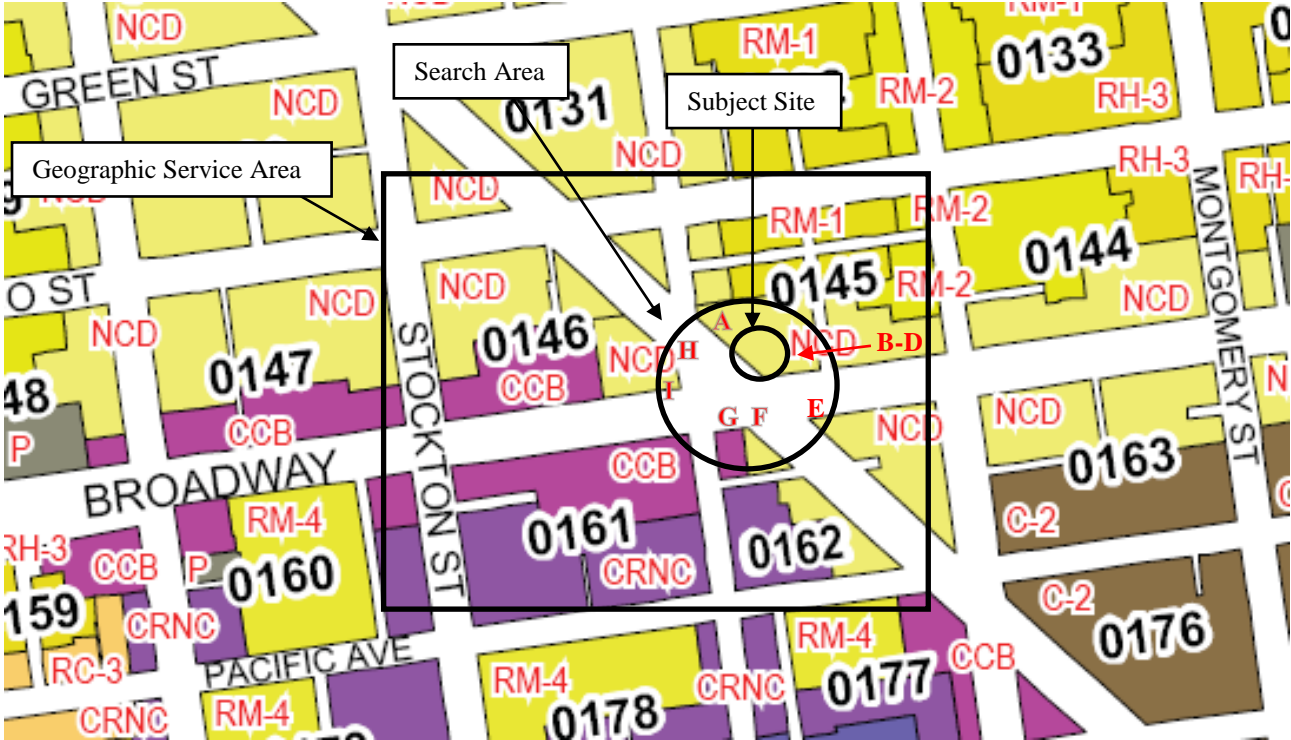 NCD
NCD
RM-1
RM-1
0133
0
GREEN ST
NCD
Search Area
0131
Subject Site
RM-2
RH-3
NCD
Geographic Service Area
NCD
NCD
RH-3
RH-
MONTGOMERY ST
RM-1
RM-2
0144
O ST
NCD
NCD
NCD
0145
RM-2
NCD
A
STOCKTON ST
0146
0147
NCD
H
NCD
B-D
48
CCB
I
P
CCB
G
F
E
NCD
NCD
N
BROADWAY
CCB
0163
RM-4
C-2
C
RH-3
CCB
P
0160
0161
0162
CRNC
159
CRNC
C-2
0176
RC-3
PACIFIC AVE
RM-4
CCB
RM-4
CRNC
0177
CRNC
RM-4
0178